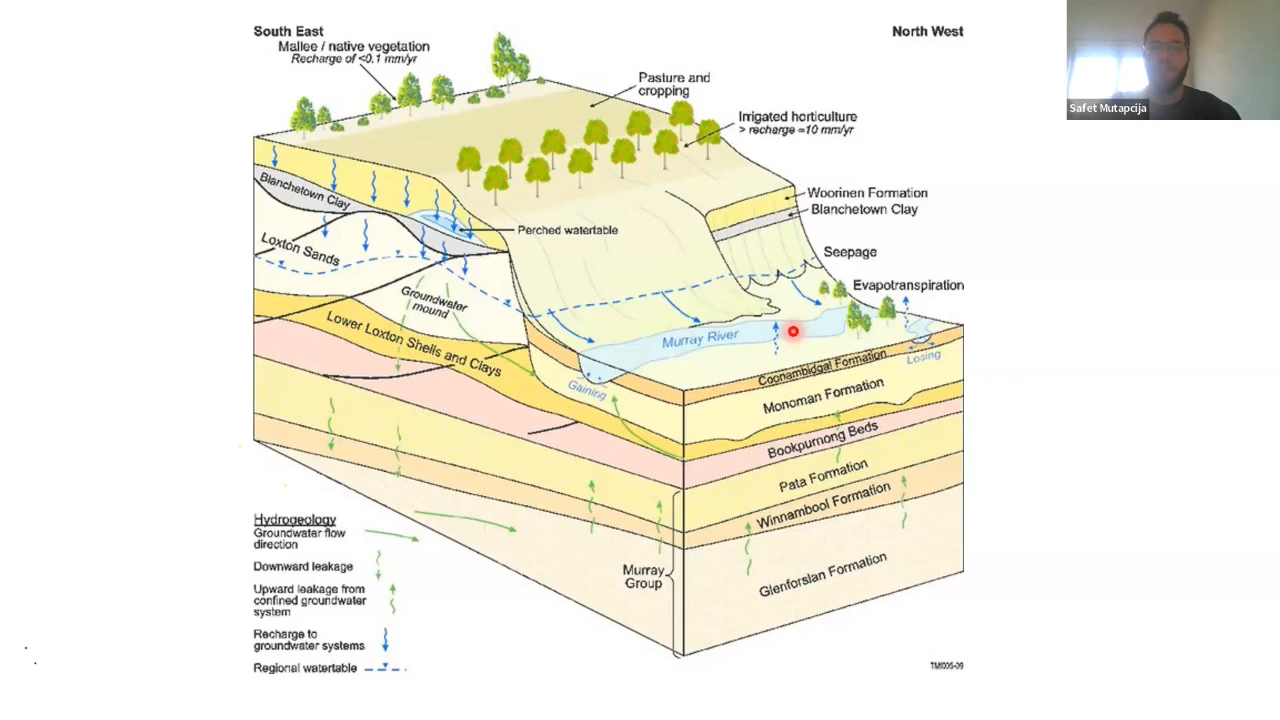 South East
North West
Mallee / native vegetation
Recharge of <0.1 mm/yr
Pasture and
cropping
Irrigated horticulture
> recharge ≈10 mm/yr
Safet Mutapcija
Blanchetown Clay
Loxton Sands
Perched watertable
Woorinen Formation
Blanchetown Clay
Seepage
Evapotranspiration
Groundwater
mound
Lower Loxton Shells and Clays
Murray River
Gaining
Losing
Coonambidgal Formation
Monoman Formation
Bookpurnong Beds
Pata Formation
Winnambool Formation
Glenforslan Formation
Murray
Group
Hydrogeology
Groundwater flow
direction
Downward leakage
Upward leakage from
confined groundwater
system
Recharge to
groundwater systems
Regional watertable